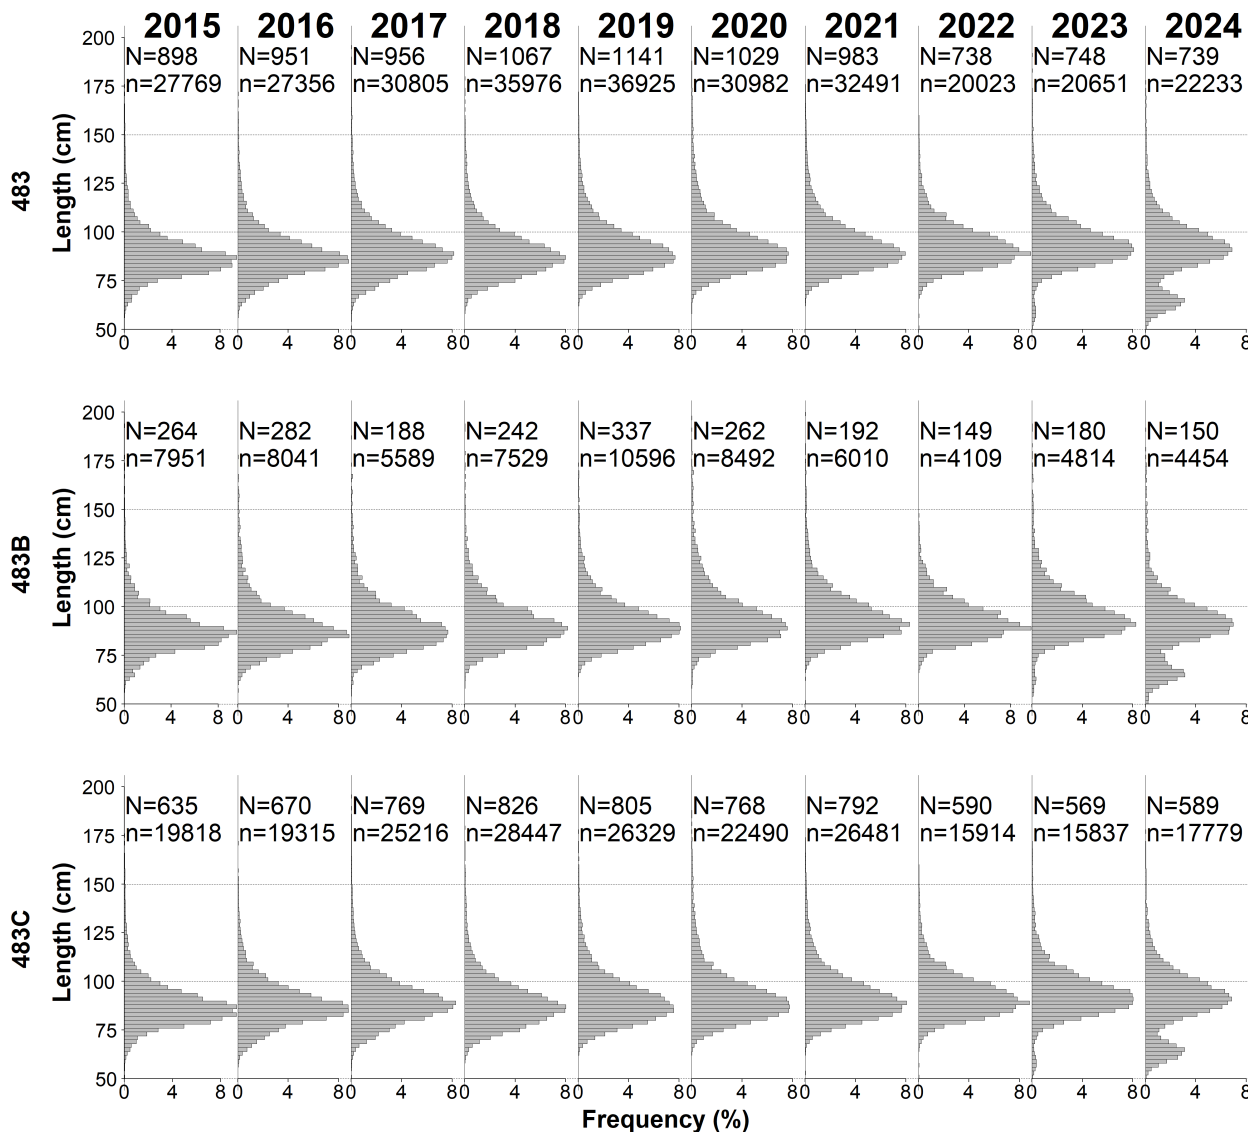 2015 2016 2017 2018 2019 2020 2021 2022 2023 2024
483
Length (cm)
200
175
150
125
100
75
50
N=898 N=951 N=956 N=1067 N=1141 N=1029 N=983 N=738 N=748 N=739
n=27769 n=27356 n=30805 n=35976 n=36925 n=30982 n=32491 n=20023 n=20651 n=22233
0 4 8 0 4 8 0 4 8 0 4 8 0 4 8 0 4 8 0 4 8 0 4 8 0 4 8 0 4 8
483B
Length (cm)
200
175
150
125
100
75
50
N=264 N=282 N=188 N=242 N=337 N=262 N=192 N=149 N=180 N=150
n=7951 n=8041 n=5589 n=7529 n=10596 n=8492 n=6010 n=4109 n=4814 n=4454
0 4 8 0 4 8 0 4 8 0 4 8 0 4 8 0 4 8 0 4 8 0 4 8 0 4 8 0 4 8
483C
Length (cm)
200
175
150
125
100
75
50
N=635 N=670 N=769 N=826 N=805 N=768 N=792 N=590 N=569 N=589
n=19818 n=19315 n=25216 n=28447 n=26329 n=22490 n=26481 n=15914 n=15837 n=17779
0 4 8 0 4 8 0 4 8 0 4 8 0 4 8 0 4 8 0 4 8 0 4 8 0 4 8 0 4 8
Frequency (%)